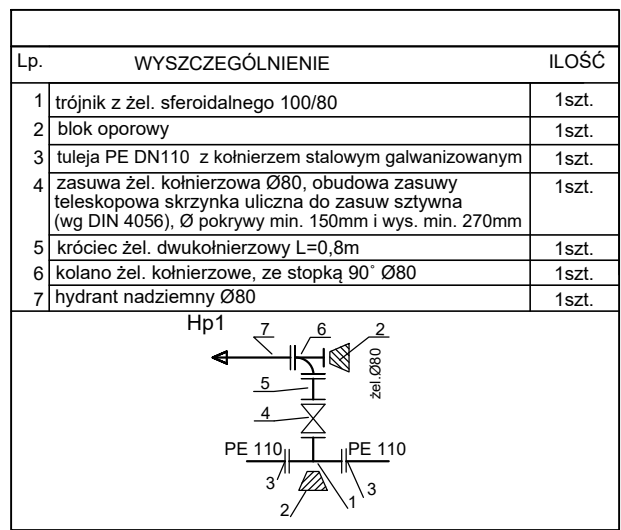 Lp. WYSZCZEGÓLNIENIE ILOŚĆ
1 trójnik z żel. sferoidalnego 100/80 1szt.
2 blok oporowy 1szt.
3 tuleja PE DN110 z kołnierzem stalowym galwanizowanym 1szt.
4 zasuwa żel. kołnierzowa Ø80, obudowa zasuwy 1szt.
teleskopowa skrzynka uliczna do zasuw sztywna
(wg DIN 4056), Ø pokrywy min. 150mm i wys. min. 270mm
5 króciec żel. dwukołnierzowy L=0,8m 1szt.
6 kolano żel. kołnierzowe, ze stopką 90˚ Ø80 1szt.
7 hydrant nadziemny Ø80 1szt.
Hp1
7 6 2
żel.Ø80
5
4
PE 110 PE 110
3 3
2 1